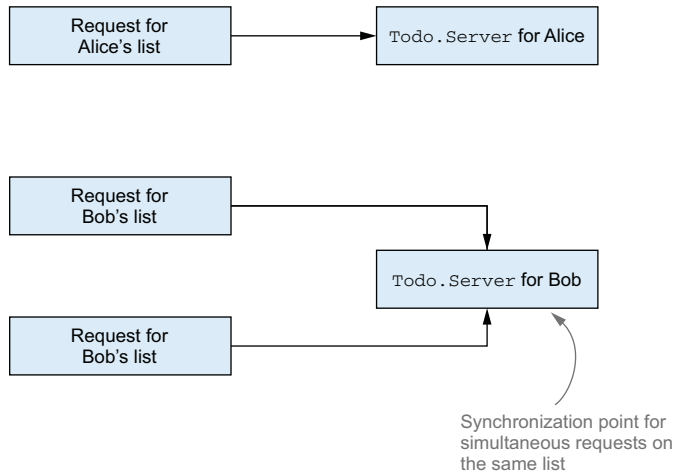 Request for
Alice's list
Todo.Server for Alice
Request for
Bob's list
Todo.Server for Bob
Request for
Bob's list
Synchronization point for
simultaneous requests on
the same list